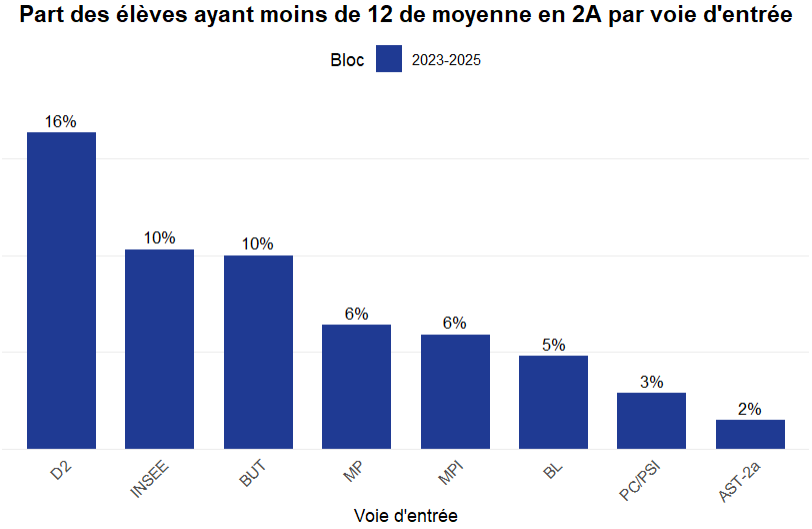 Part des élèves ayant moins de 12 de moyenne en 2A par voie d'entrée
Bloc 2023-2025
16%
10%
10%
6%
6%
5%
3%
2%
D2
INSEE
BUT
MP
MPI
BL
PC/PSI
AST-2a
Voie d'entrée